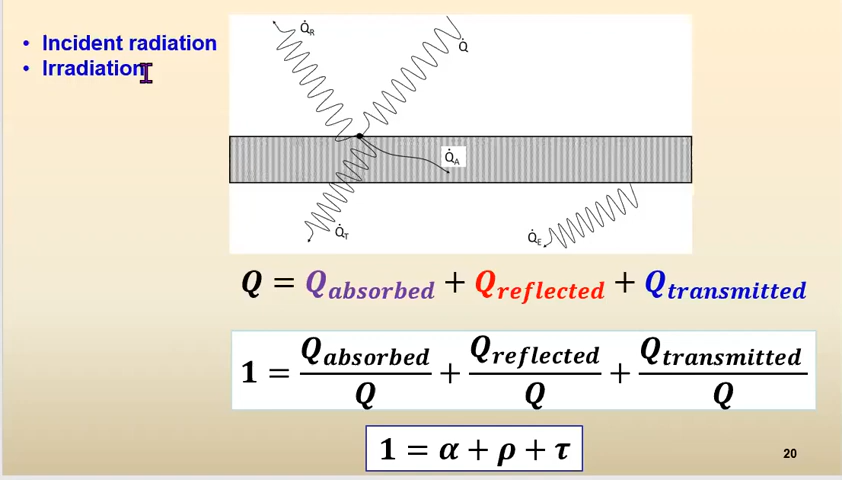 • Incident radiation
• Irradiation
Q̇R
Q̇
Q̇A
Q̇T
Q̇E
Q = Qabsorbed + Qreflected + Qtransmitted
1 = Qabsorbed/Q + Qreflected/Q + Qtransmitted/Q
1 = α + ρ + τ
20